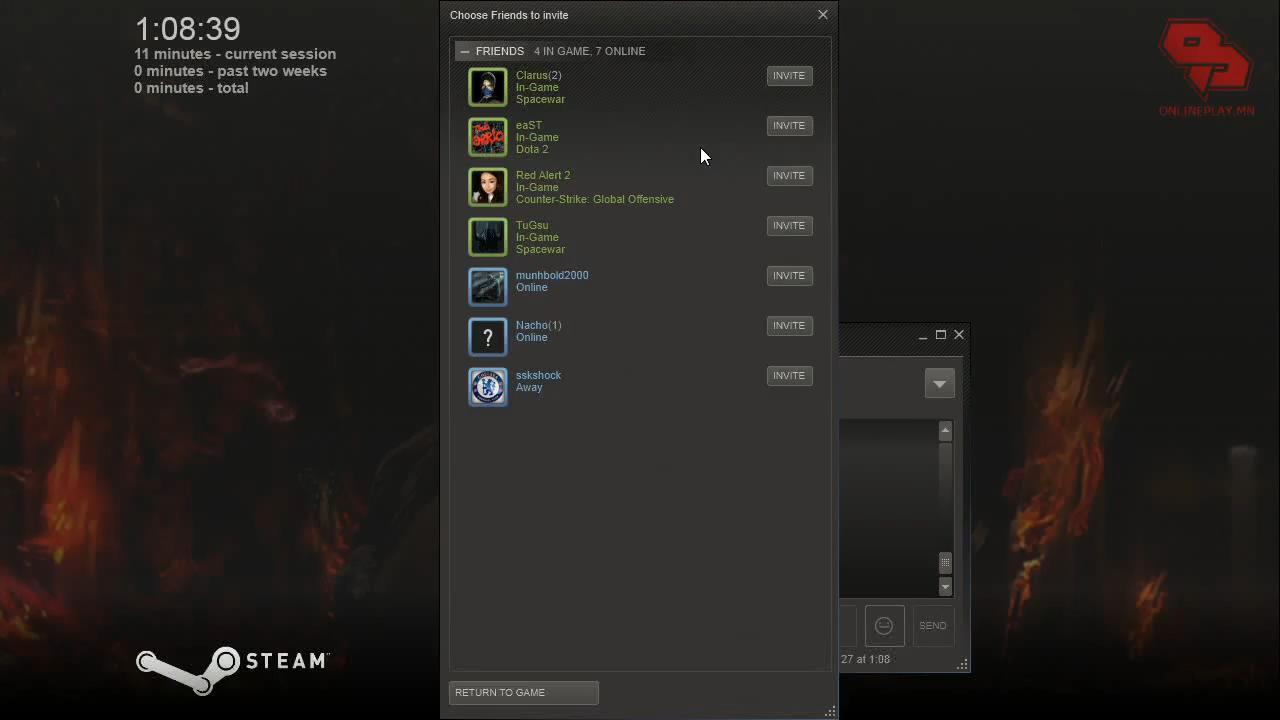 1:08:39
11 minutes - current session
0 minutes - past two weeks
0 minutes - total
Choose Friends to invite
FRIENDS 4 IN GAME, 7 ONLINE
Clarus(2)
In-Game
Spacewar
INVITE
eaST
In-Game
Dota 2
INVITE
Red Alert 2
In-Game
Counter-Strike: Global Offensive
INVITE
TuGsu
In-Game
Spacewar
INVITE
munhbold2000
Online
INVITE
?
Nacho(1)
Online
INVITE
sskshock
Away
INVITE
RETURN TO GAME
ONLINEPLAY.MN
SEND
27 at 1:08
STEAM